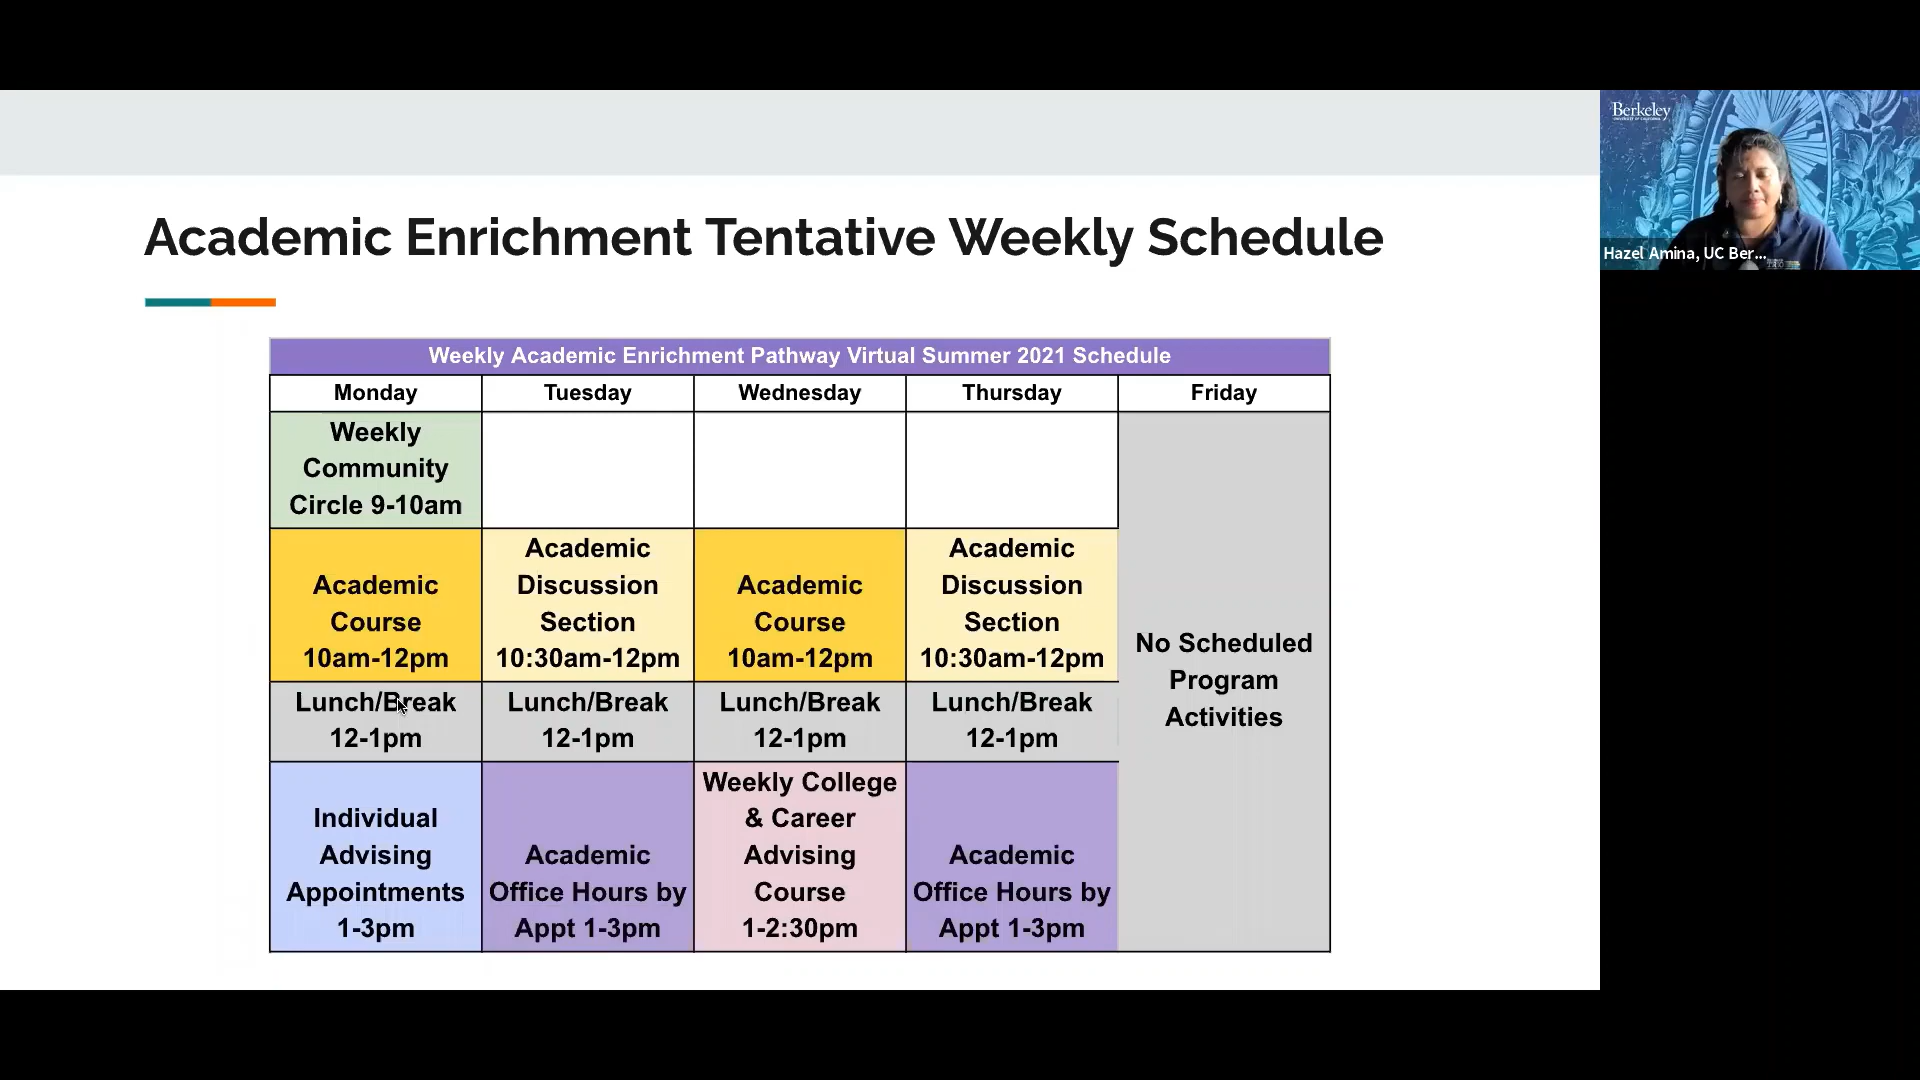 Berkeley
Hazel Amina, UC Ber...
Academic Enrichment Tentative Weekly Schedule
Weekly Academic Enrichment Pathway Virtual Summer 2021 Schedule
Monday
Tuesday
Wednesday
Thursday
Friday
Weekly
Community
Circle 9-10am
Academic
Course
10am-12pm
Academic
Discussion
Section
10:30am-12pm
Academic
Course
10am-12pm
Academic
Discussion
Section
10:30am-12pm
No Scheduled
Program
Activities
Lunch/Break
12-1pm
Lunch/Break
12-1pm
Lunch/Break
12-1pm
Lunch/Break
12-1pm
Individual
Advising
Appointments
1-3pm
Academic
Office Hours by
Appt 1-3pm
Weekly College
& Career
Advising
Course
1-2:30pm
Academic
Office Hours by
Appt 1-3pm